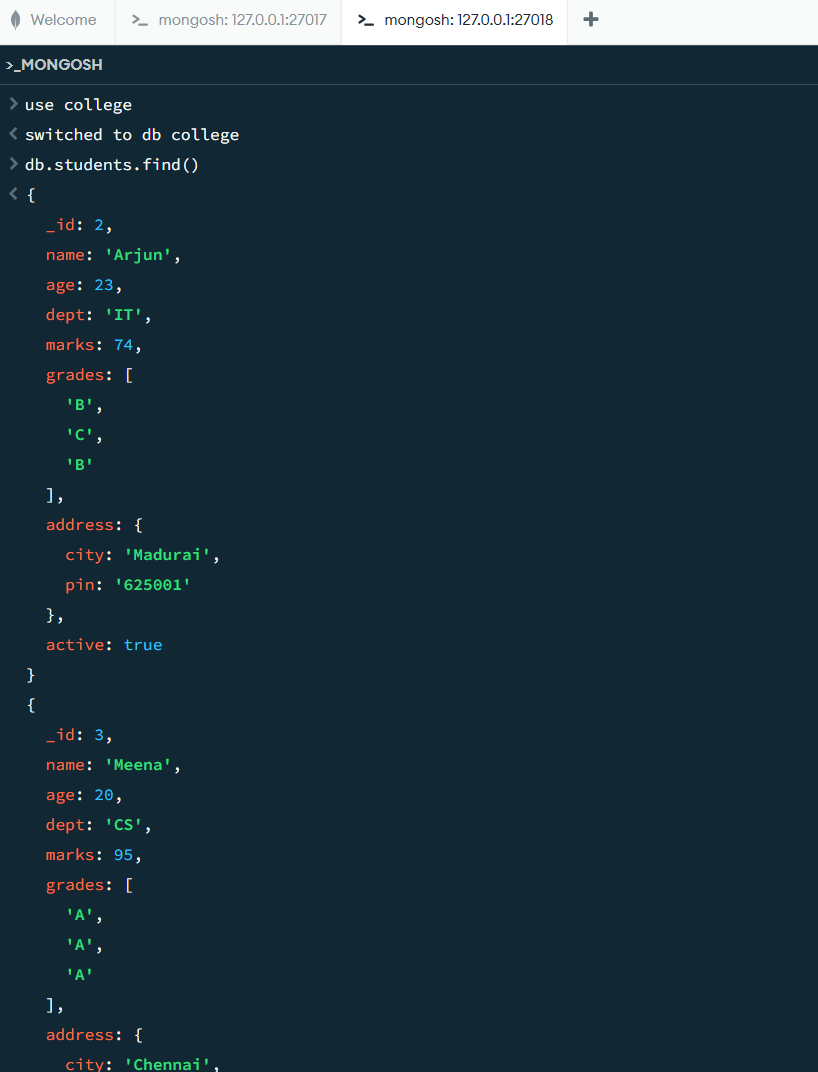 Welcome
>_ mongosh: 127.0.0.1:27017
>_ mongosh: 127.0.0.1:27018
+
>_MONGOSH
> use college
< switched to db college
> db.students.find()
< {
_id: 2,
name: 'Arjun',
age: 23,
dept: 'IT',
marks: 74,
grades: [
'B',
'C',
'B'
],
address: {
city: 'Madurai',
pin: '625001'
},
active: true
}
{
_id: 3,
name: 'Meena',
age: 20,
dept: 'CS',
marks: 95,
grades: [
'A',
'A',
'A'
],
address: {
city: 'Chennai',